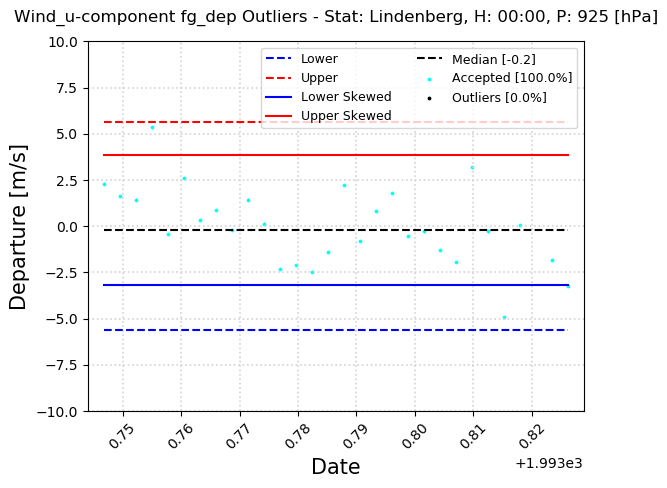 Wind_u-component fg_dep Outliers - Stat: Lindenberg, H: 00:00, P: 925 [hPa]
Lower
Upper
Lower Skewed
Upper Skewed
Median [-0.2]
Accepted [100.0%]
Outliers [0.0%]
Departure [m/s]
10.0
7.5
5.0
2.5
0.0
−2.5
−5.0
−7.5
−10.0
0.75
0.76
0.77
0.78
0.79
0.80
0.81
0.82
+1.993e3
Date